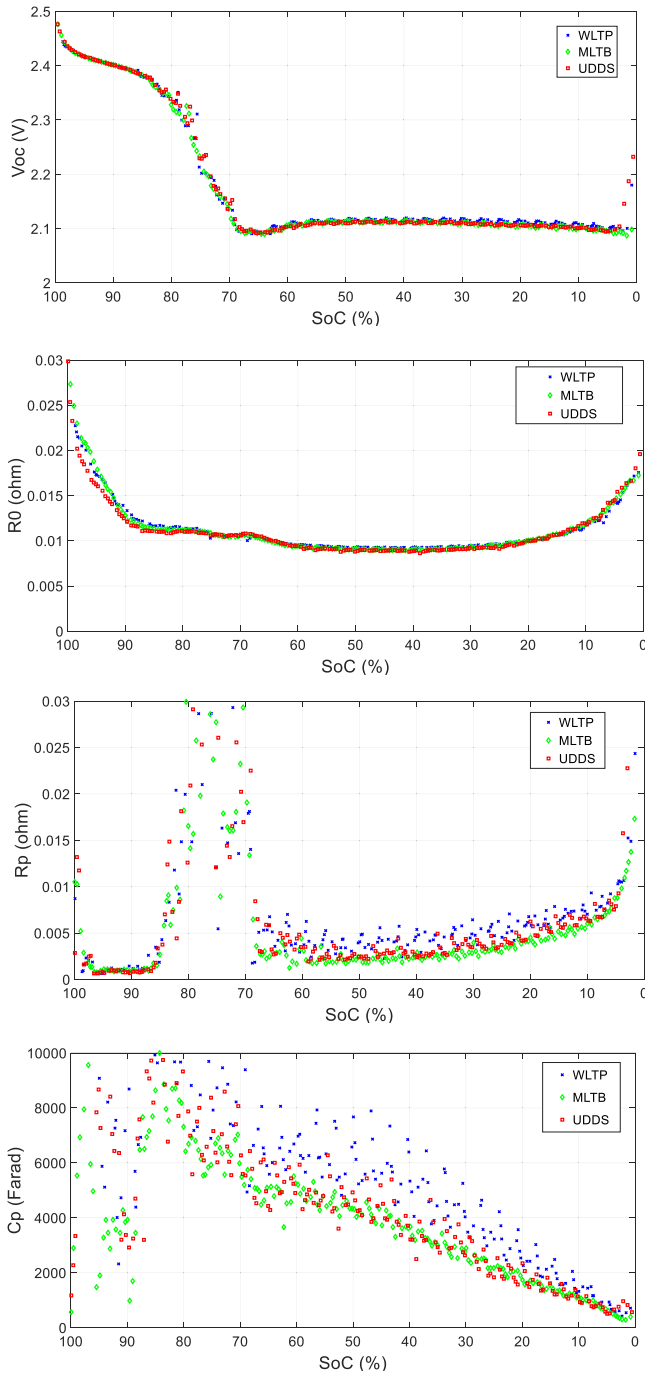 2.5
2.4
2.3
2.2
2.1
2
Voc (V)
WLTP
MLTB
UDDS
100 90 80 70 60 50 40 30 20 10 0
SoC (%)
0.03
0.025
0.02
0.015
0.01
0.005
0
R0 (ohm)
WLTP
MLTB
UDDS
100 90 80 70 60 50 40 30 20 10 0
SoC (%)
0.03
0.025
0.02
0.015
0.01
0.005
0
Rp (ohm)
WLTP
MLTB
UDDS
100 90 80 70 60 50 40 30 20 10 0
SoC (%)
10000
8000
6000
4000
2000
0
Cp (Farad)
WLTP
MLTB
UDDS
100 90 80 70 60 50 40 30 20 10 0
SoC (%)